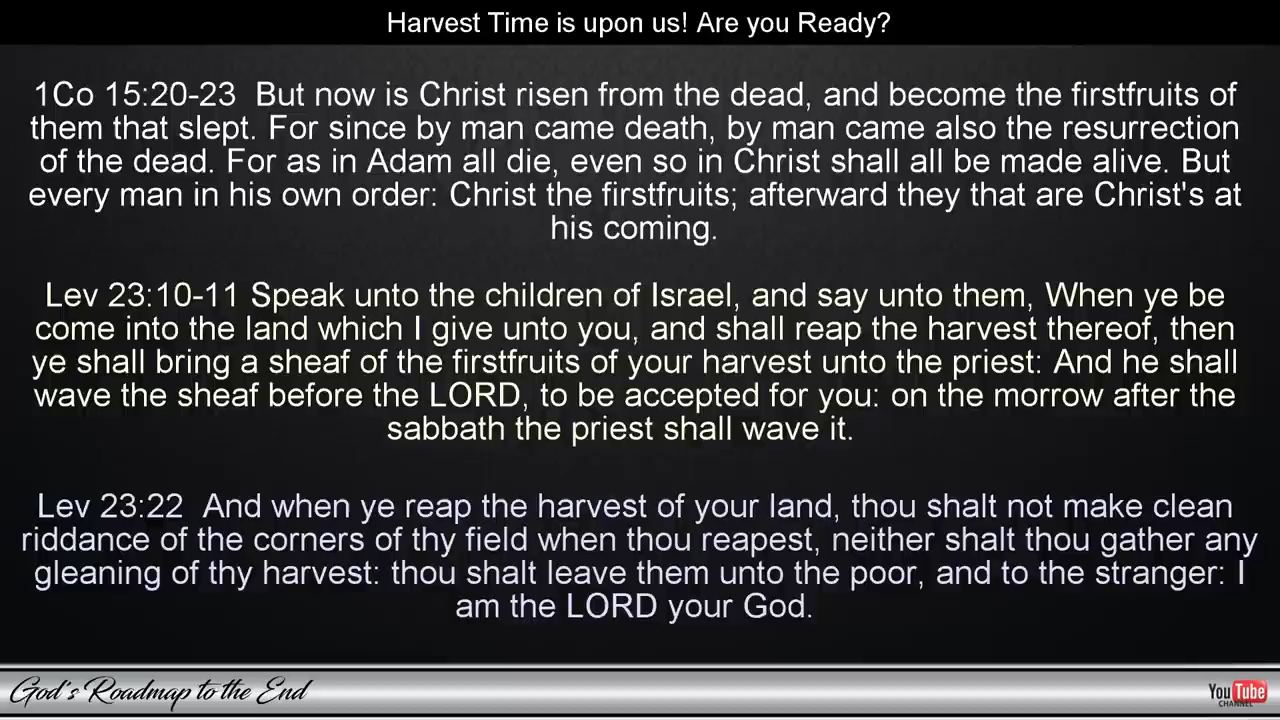 Harvest Time is upon us! Are you Ready?
1Co 15:20-23  But now is Christ risen from the dead, and become the firstfruits of
them that slept. For since by man came death, by man came also the resurrection
of the dead. For as in Adam all die, even so in Christ shall all be made alive. But
every man in his own order: Christ the firstfruits; afterward they that are Christ's at
his coming.
Lev 23:10-11 Speak unto the children of Israel, and say unto them, When ye be
come into the land which I give unto you, and shall reap the harvest thereof, then
ye shall bring a sheaf of the firstfruits of your harvest unto the priest: And he shall
wave the sheaf before the LORD, to be accepted for you: on the morrow after the
sabbath the priest shall wave it.
Lev 23:22  And when ye reap the harvest of your land, thou shalt not make clean
riddance of the corners of thy field when thou reapest, neither shalt thou gather any
gleaning of thy harvest: thou shalt leave them unto the poor, and to the stranger: I
am the LORD your God.
God's Roadmap to the End
YouTube
CHANNEL